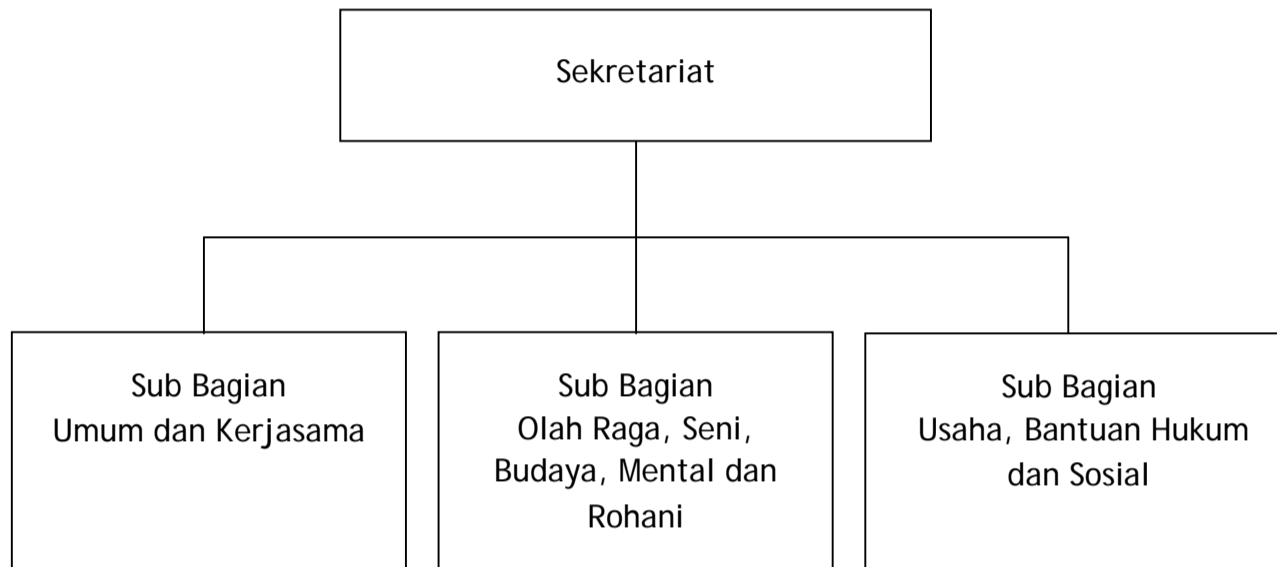 Sekretariat
Sub Bagian
Umum dan Kerjasama
Sub Bagian
Olah Raga, Seni,
Budaya, Mental dan
Rohani
Sub Bagian
Usaha, Bantuan Hukum
dan Sosial